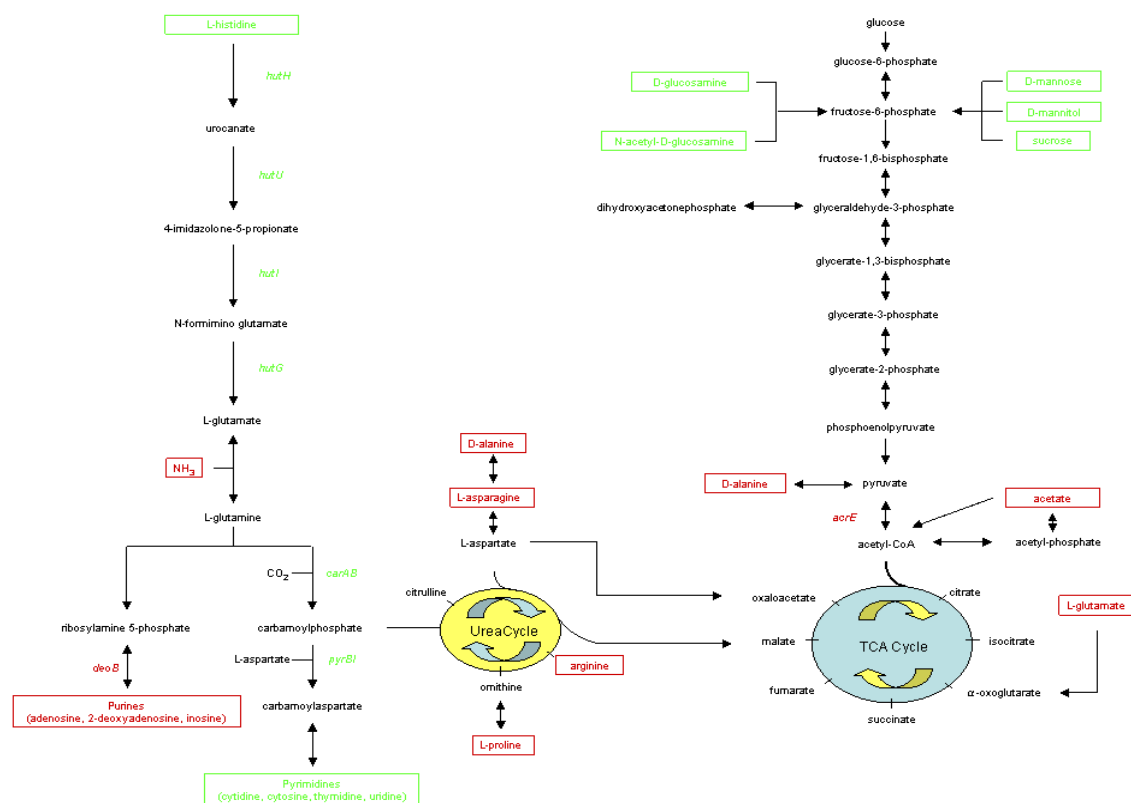 L-histidine
hutH
urocanate
hutU
4-imidazolone-5-propionate
hutI
N-formimino glutamate
hutG
L-glutamate
NH3
L-glutamine
CO2
carAB
ribosylamine 5-phosphate
carbamoylphosphate
deoB
L-aspartate
pyrBI
Purines
(adenosine, 2-deoxyadenosine, inosine)
carbamoylaspartate
Pyrimidines
(cytidine, cytosine, thymidine, uridine)
D-alanine
L-asparagine
L-aspartate
citrulline
UreaCycle
arginine
ornithine
L-proline
glucose
glucose-6-phosphate
D-glucosamine
D-mannose
fructose-6-phosphate
D-mannitol
N-acetyl-D-glucosamine
sucrose
fructose-1,6-bisphosphate
dihydroxyacetonephosphate
glyceraldehyde-3-phosphate
glycerate-1,3-bisphosphate
glycerate-3-phosphate
glycerate-2-phosphate
phosphoenolpyruvate
D-alanine
pyruvate
acetate
acrE
acetyl-CoA
acetyl-phosphate
oxaloacetate
citrate
L-glutamate
malate
TCA Cycle
isocitrate
fumarate
α-oxoglutarate
succinate